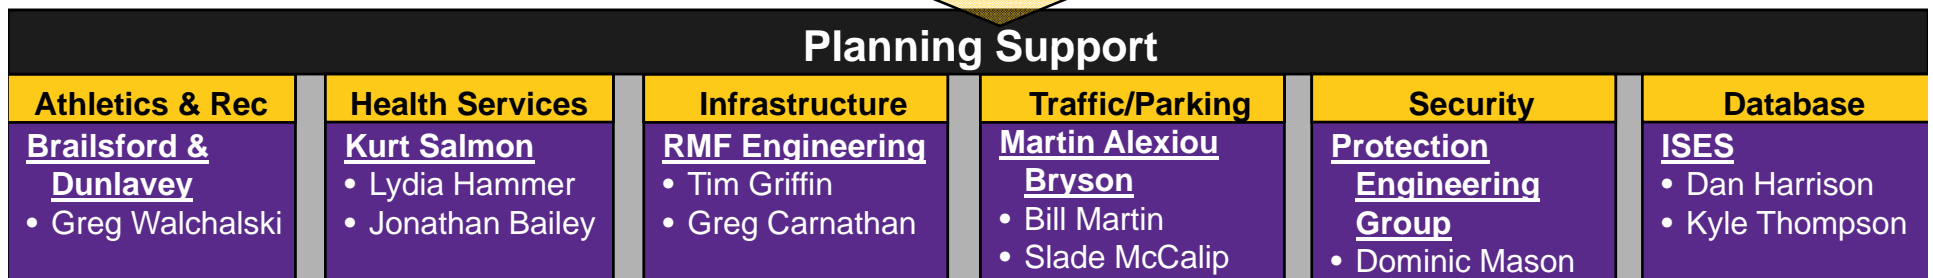 Planning Support
Athletics & Rec
Brailsford &
Dunlavey
• Greg Walchalski
Health Services
Kurt Salmon
• Lydia Hammer
• Jonathan Bailey
Infrastructure
RMF Engineering
• Tim Griffin
• Greg Carnathan
Traffic/Parking
Martin Alexiou
Bryson
• Bill Martin
• Slade McCalip
Security
Protection
Engineering
Group
• Dominic Mason
Database
ISES
• Dan Harrison
• Kyle Thompson